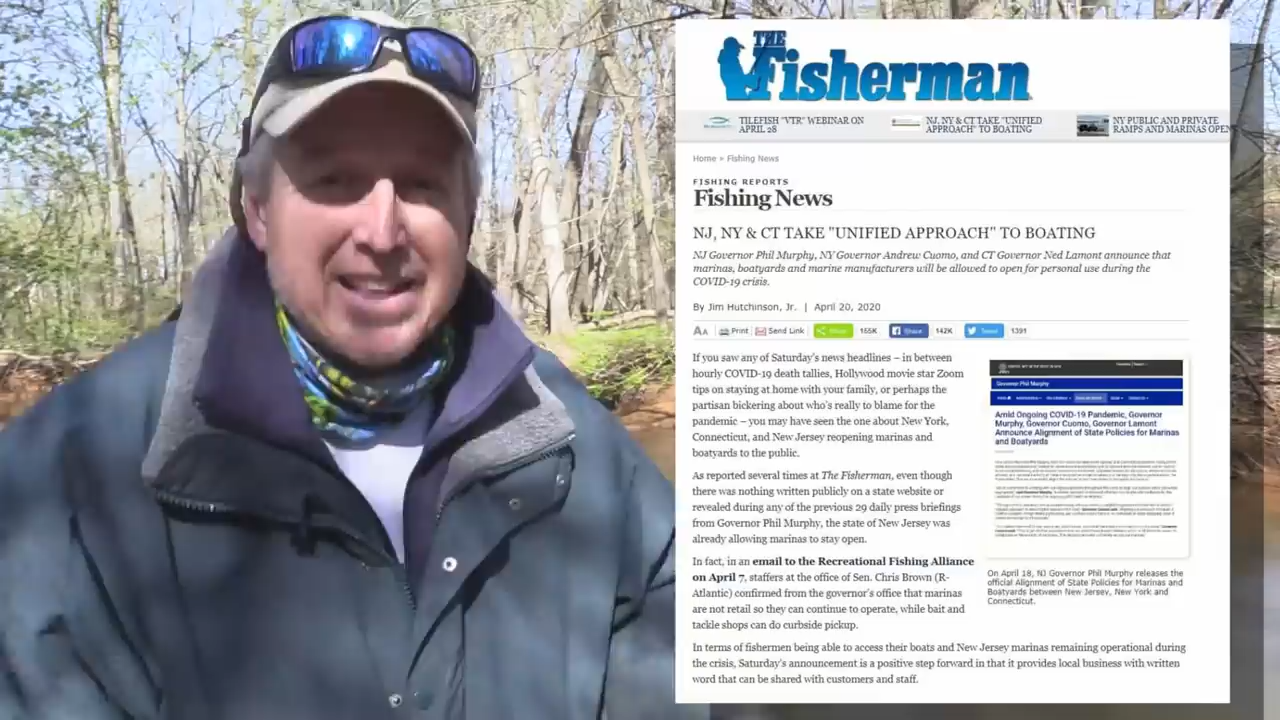 THE
Fisherman
TILEFISH "VTR" WEBINAR ON
APRIL 28
NJ, NY & CT TAKE "UNIFIED
APPROACH" TO BOATING
NY PUBLIC AND PRIVATE
RAMPS AND MARINAS OPEN
Home » Fishing News
FISHING REPORTS
Fishing News
NJ, NY & CT TAKE "UNIFIED APPROACH" TO BOATING
NJ Governor Phil Murphy, NY Governor Andrew Cuomo, and CT Governor Ned Lamont announce that
marinas, boatyards and marine manufacturers will be allowed to open for personal use during the
COVID-19 crisis.
By Jim Hutchinson, Jr. | April 20, 2020
AA Print Send Link Share 155K Share 142K Tweet 1391
If you saw any of Saturday's news headlines – in between
hourly COVID-19 death tallies, Hollywood movie star Zoom
tips on staying at home with your family, or perhaps the
partisan bickering about who's really to blame for the
pandemic – you may have seen the one about New York,
Connecticut, and New Jersey reopening marinas and
boatyards to the public.
As reported several times at The Fisherman, even though
there was nothing written publicly on a state website or
revealed during any of the previous 29 daily press briefings
from Governor Phil Murphy, the state of New Jersey was
already allowing marinas to stay open.
In fact, in an email to the Recreational Fishing Alliance
on April 7, staffers at the office of Sen. Chris Brown (R-
Atlantic) confirmed from the governor's office that marinas
are not retail so they can continue to operate, while bait and
tackle shops can do curbside pickup.
In terms of fishermen being able to access their boats and New Jersey marinas remaining operational during
the crisis, Saturday's announcement is a positive step forward in that it provides local business with written
word that can be shared with customers and staff.
Governor Phil Murphy
Amid Ongoing COVID-19 Pandemic, Governor
Murphy, Governor Cuomo, Governor Lamont
Announce Alignment of State Policies for Marinas
and Boatyards
On April 18, NJ Governor Phil Murphy releases the
official Alignment of State Policies for Marinas and
Boatyards between New Jersey, New York and
Connecticut.